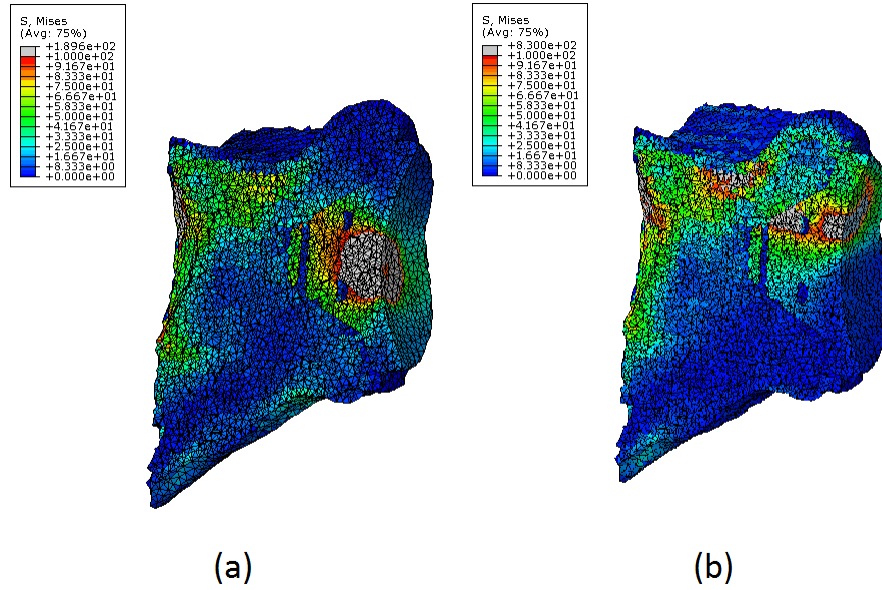 S, Mises
(Avg: 75%)
+1.896e+02
+1.000e+02
+9.167e+01
+8.333e+01
+7.500e+01
+6.667e+01
+5.833e+01
+5.000e+01
+4.167e+01
+3.333e+01
+2.500e+01
+1.667e+01
+8.333e+00
+0.000e+00
S, Mises
(Avg: 75%)
+8.300e+02
+1.000e+02
+9.167e+01
+8.333e+01
+7.500e+01
+6.667e+01
+5.833e+01
+5.000e+01
+4.167e+01
+3.333e+01
+2.500e+01
+1.667e+01
+8.333e+00
+0.000e+00
(a)
(b)